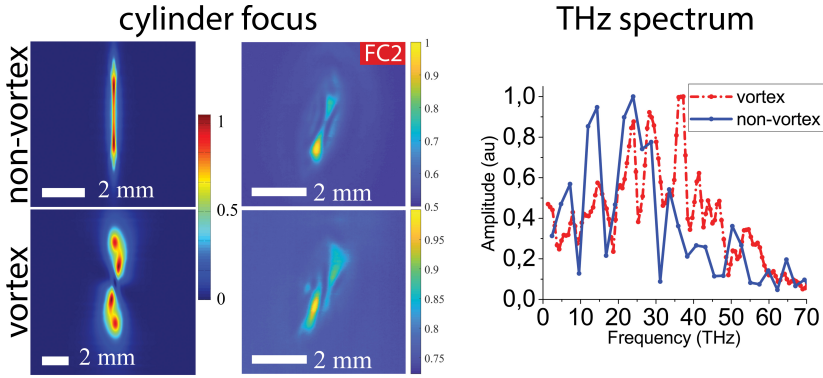 cylinder focus
THz spectrum
non-vortex
vortex
FC2
2 mm
2 mm
2 mm
2 mm
1
0.5
0
1
0.9
0.8
0.7
0.6
0.5
0.95
0.9
0.85
0.8
0.75
vortex
non-vortex
Amplitude (au)
1,0
0,8
0,6
0,4
0,2
0,0
0 10 20 30 40 50 60 70
Frequency (THz)